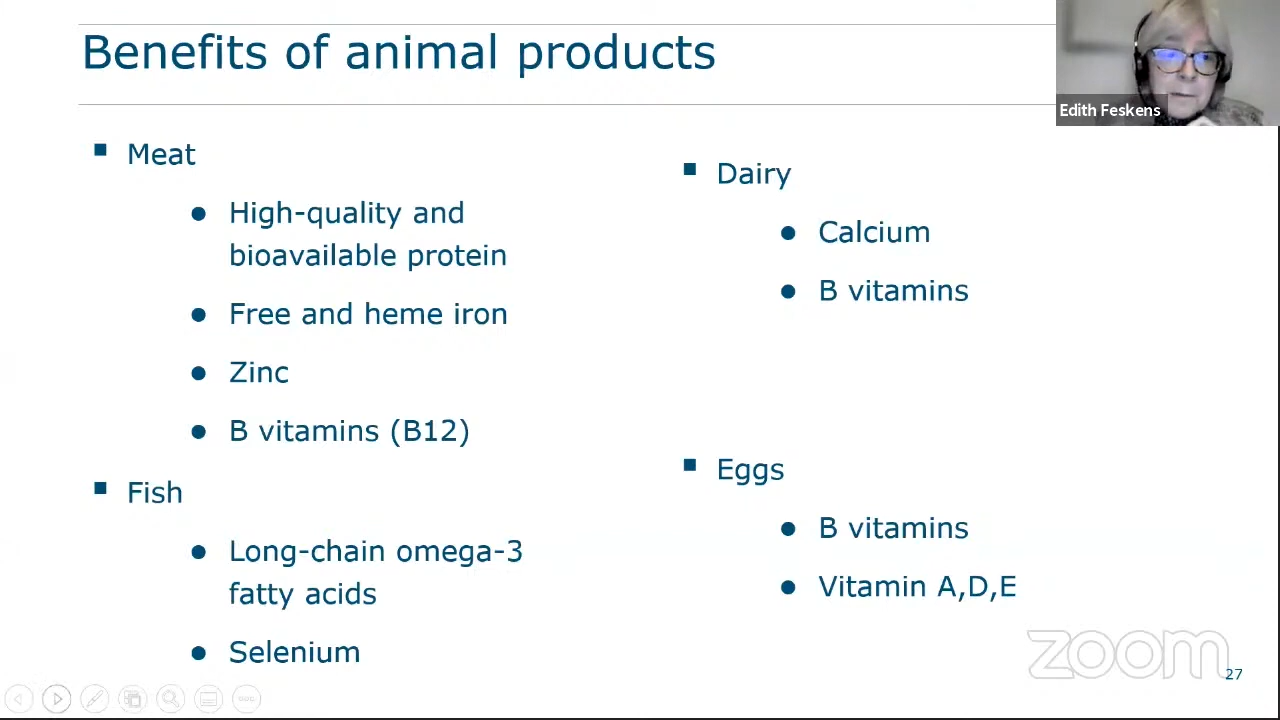 Benefits of animal products
Edith Feskens
Meat
High-quality and
bioavailable protein
Free and heme iron
Zinc
B vitamins (B12)
Fish
Long-chain omega-3
fatty acids
Selenium
Dairy
Calcium
B vitamins
Eggs
B vitamins
Vitamin A,D,E
zoom
27